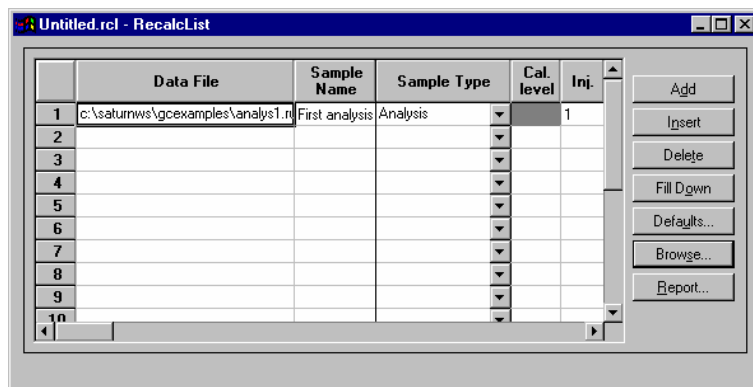 Untitled.rcl - RecalcList
Data File Sample Name Sample Type Cal. level Inj.
1 c:\saturnws\gcexamples\analys1.ru First analysis Analysis 1
2
3
4
5
6
7
8
9
10
Add
Insert
Delete
Fill Down
Defaults...
Browse...
Report...